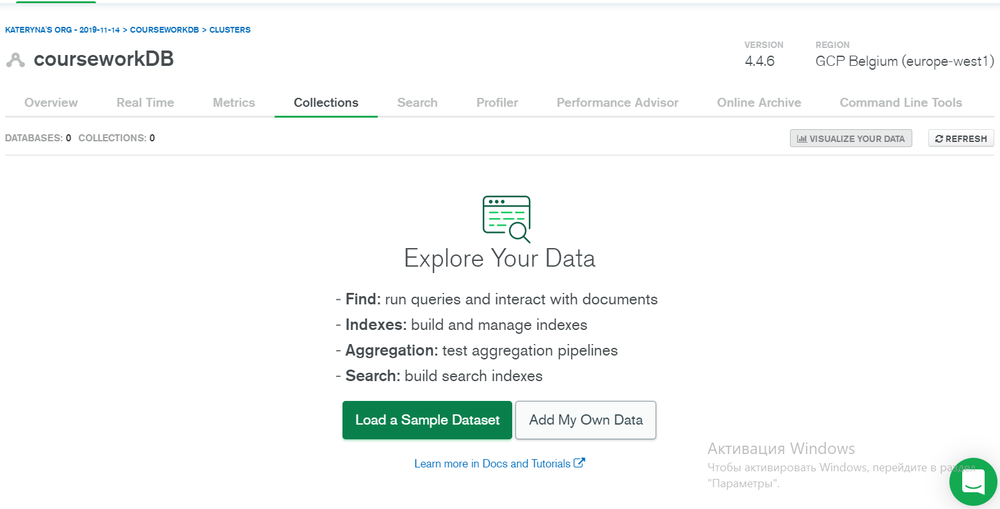 KATERYNA'S ORG - 2019-11-14 > COURSEWORKDB > CLUSTERS
courseworkDB
VERSION
4.4.6
REGION
GCP Belgium (europe-west1)
Overview Real Time Metrics Collections Search Profiler Performance Advisor Online Archive Command Line Tools
DATABASES: 0 COLLECTIONS: 0
VISUALIZE YOUR DATA
REFRESH
Explore Your Data
- Find: run queries and interact with documents
- Indexes: build and manage indexes
- Aggregation: test aggregation pipelines
- Search: build search indexes
Load a Sample Dataset
Add My Own Data
Learn more in Docs and Tutorials
Активация Windows
Чтобы активировать Windows, перейдите в раздел
"Параметры".